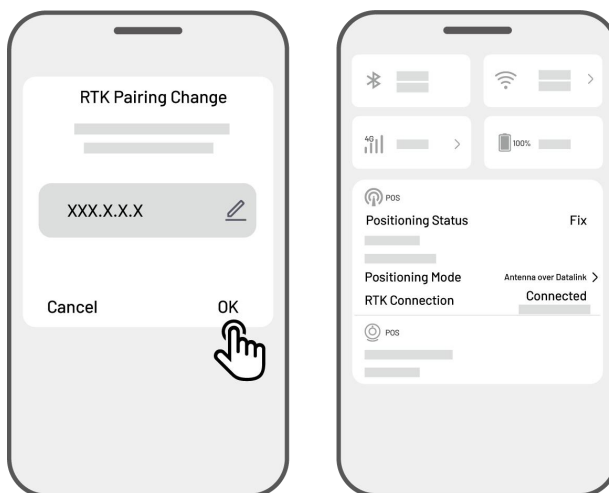 RTK Pairing Change
XXX.X.X.X
Cancel
OK
4G
100%
POS
Positioning Status
Fix
Positioning Mode
Antenna over Datalink
RTK Connection
Connected
POS